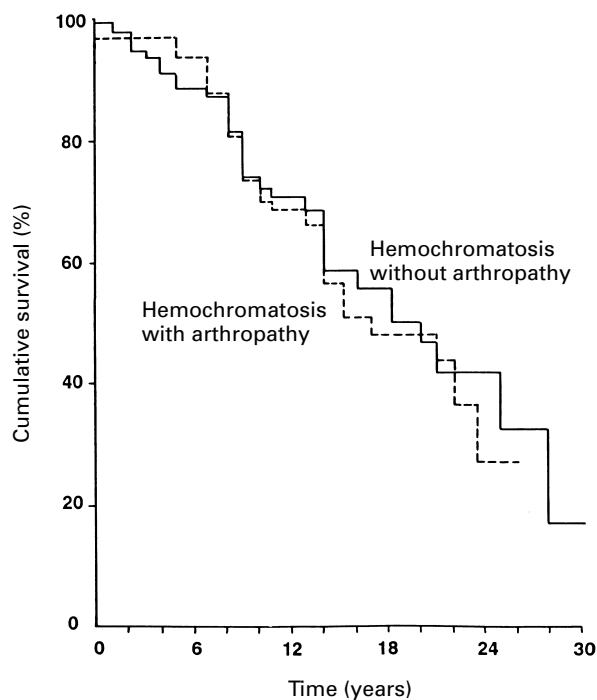 100
80
60
40
20
0
Cumulative survival (%)
Hemochromatosis
without arthropathy
Hemochromatosis
with arthropathy
0 6 12 18 24 30
Time (years)